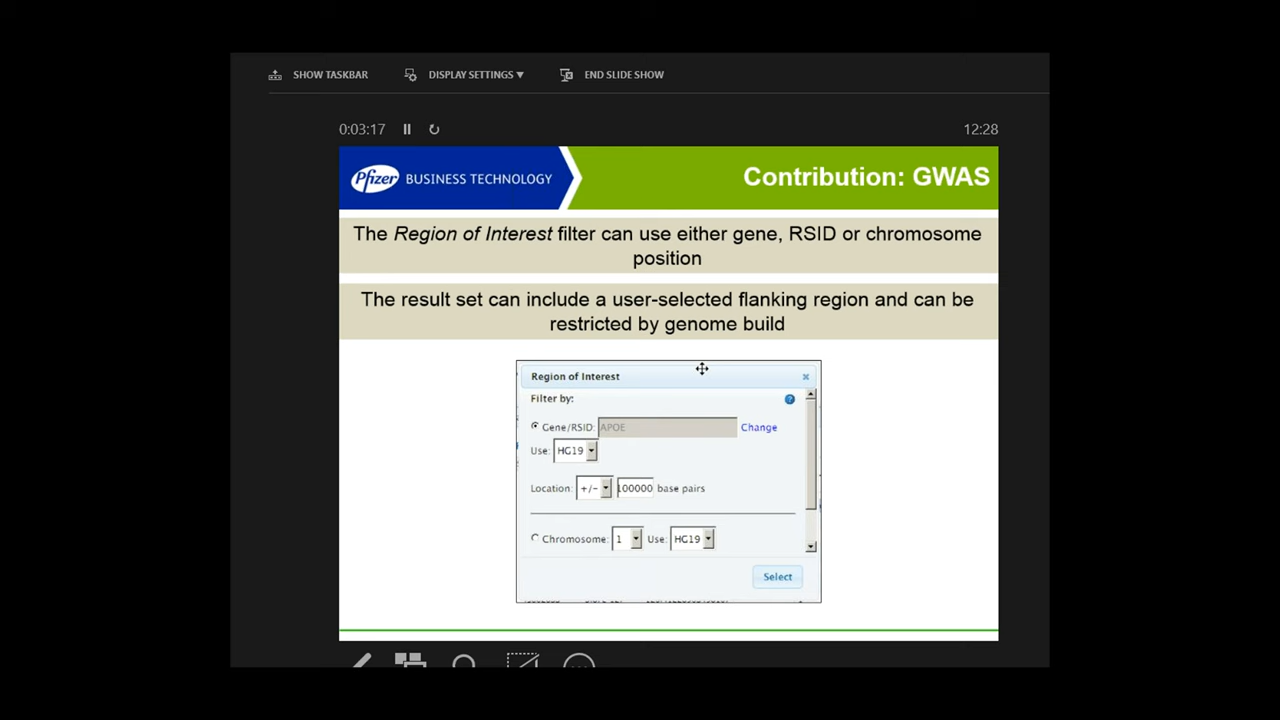 SHOW TASKBAR DISPLAY SETTINGS ▼ END SLIDE SHOW
0:03:17 12:28
Pfizer BUSINESS TECHNOLOGY Contribution: GWAS
The Region of Interest filter can use either gene, RSID or chromosome
position
The result set can include a user-selected flanking region and can be
restricted by genome build
Region of Interest
Filter by:
Gene/RSID: APOE Change
Use: HG19
Location: +/- 100000 base pairs
Chromosome: 1 Use: HG19
Select